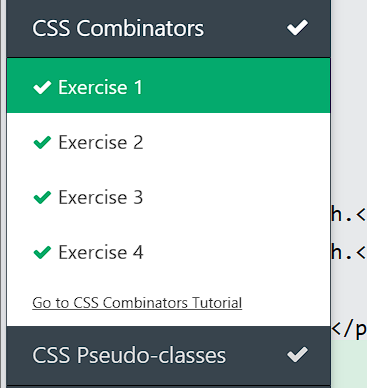 CSS Combinators
Exercise 1
Exercise 2
Exercise 3
h.<
Exercise 4
h.<
Go to CSS Combinators Tutorial
</p
CSS Pseudo-classes